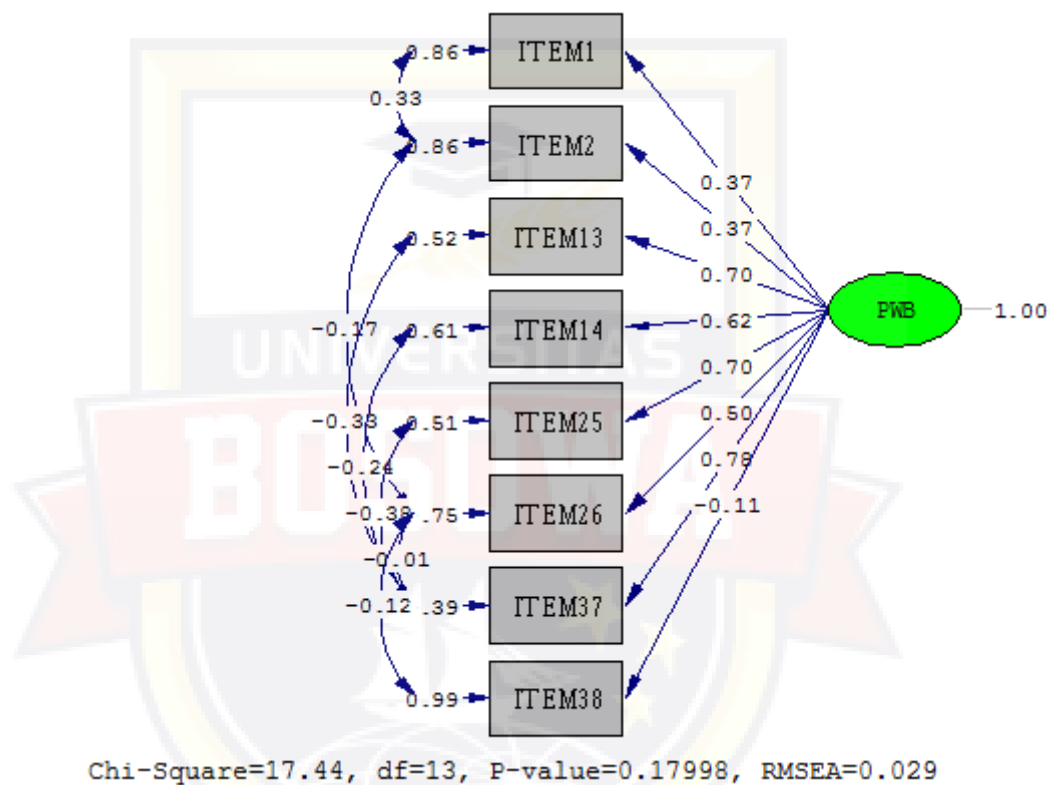 0.86 ITEM1
0.33
0.86 ITEM2
0.37
0.37
0.52 ITEM13
0.70
PWB 1.00
-0.17 0.61 ITEM14 0.62
UNIVERSITAS
0.70
-0.33 0.51 ITEM25 0.50
BOSOWA
-0.24 0.78
-0.38 .75 ITEM26 -0.11
-0.01
-0.12 .39 ITEM37
0.99 ITEM38
Chi-Square=17.44, df=13, P-value=0.17998, RMSEA=0.029